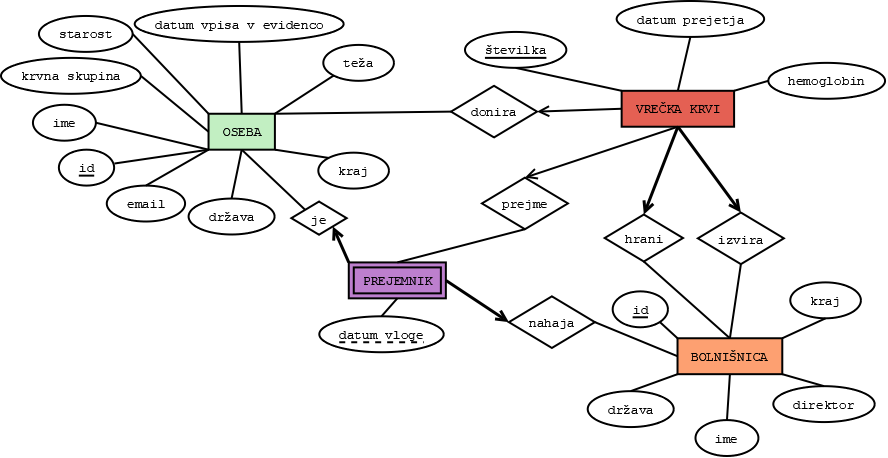 datum vpisa v evidenco
datum prejetja
starost
številka
teža
krvna skupina
hemoglobin
donira
VREČKA KRVI
ime
OSEBA
id
kraj
email
prejme
država
je
hrani
izvira
PREJEMNIK
kraj
id
nahaja
datum vloge
BOLNIŠNICA
direktor
država
ime